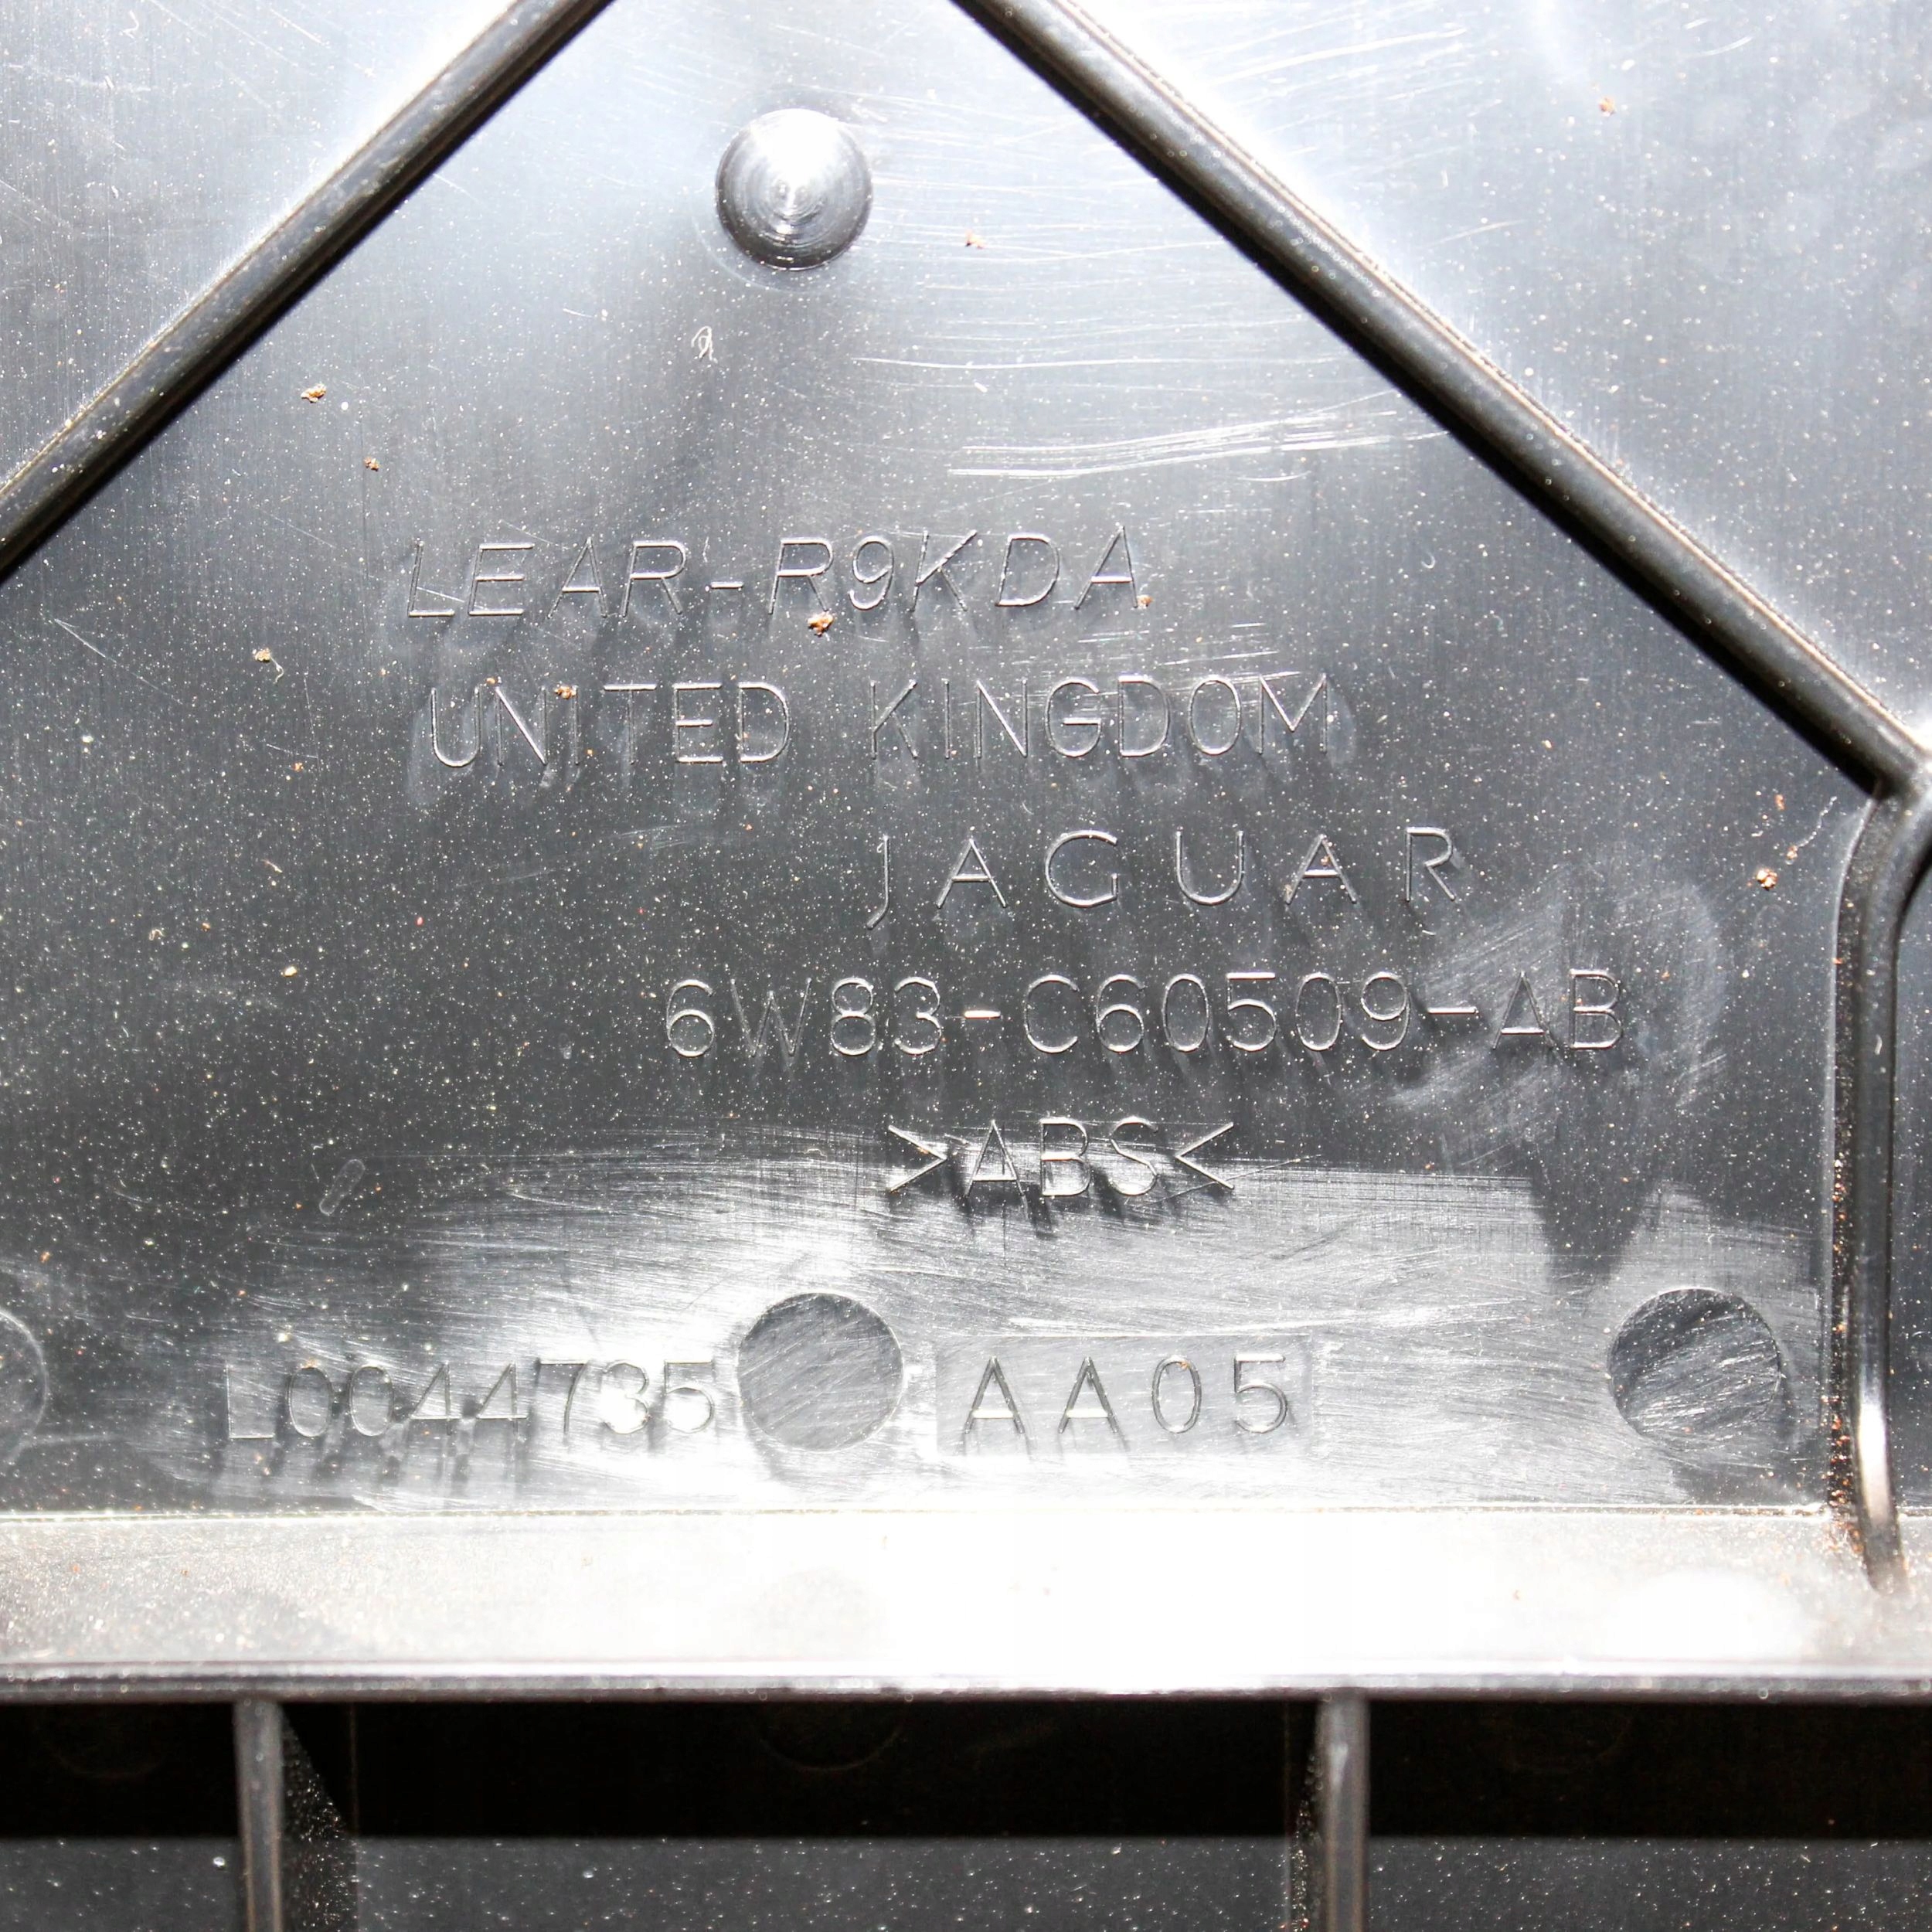 LEAR-R9KDA
UNITED KINGDOM
JAGUAR
6W83-C60509-AB
>ABS<
L0044735 AA05